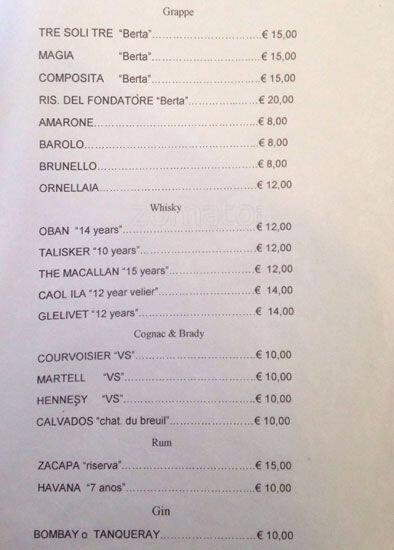 Grappe
TRE SOLI TRE "Berta"...............................€ 15,00
MAGIA "Berta"...............................€ 15,00
COMPOSITA "Berta"...............................€ 15,00
RIS. DEL FONDATORE "Berta"...................€ 20,00
AMARONE..............................................€ 8,00
BAROLO................................................€ 8,00
BRUNELLO.............................................€ 8,00
ORNELLAIA............................................€ 12,00
Whisky
zomato
OBAN "14 years".......................................€ 12,00
TALISKER "10 years"..................................€ 12,00
THE MACALLAN "15 years".........................€ 12,00
CAOL ILA "12 year velier"............................€ 14,00
GLELIVET "12 years"..................................€ 14,00
Cognac & Brady
COURVOISIER "VS"...................................€ 10,00
MARTELL "VS"...................................€ 10,00
HENNEŞY "VS"...................................€ 10,00
CALVADOS "chat. du breuil".........................€ 10,00
Rum
ZACAPA "riserva".......................................€ 15,00
HAVANA "7 anos".......................................€ 10,00
Gin
BOMBAY o TANQUERAY............................€ 10,00